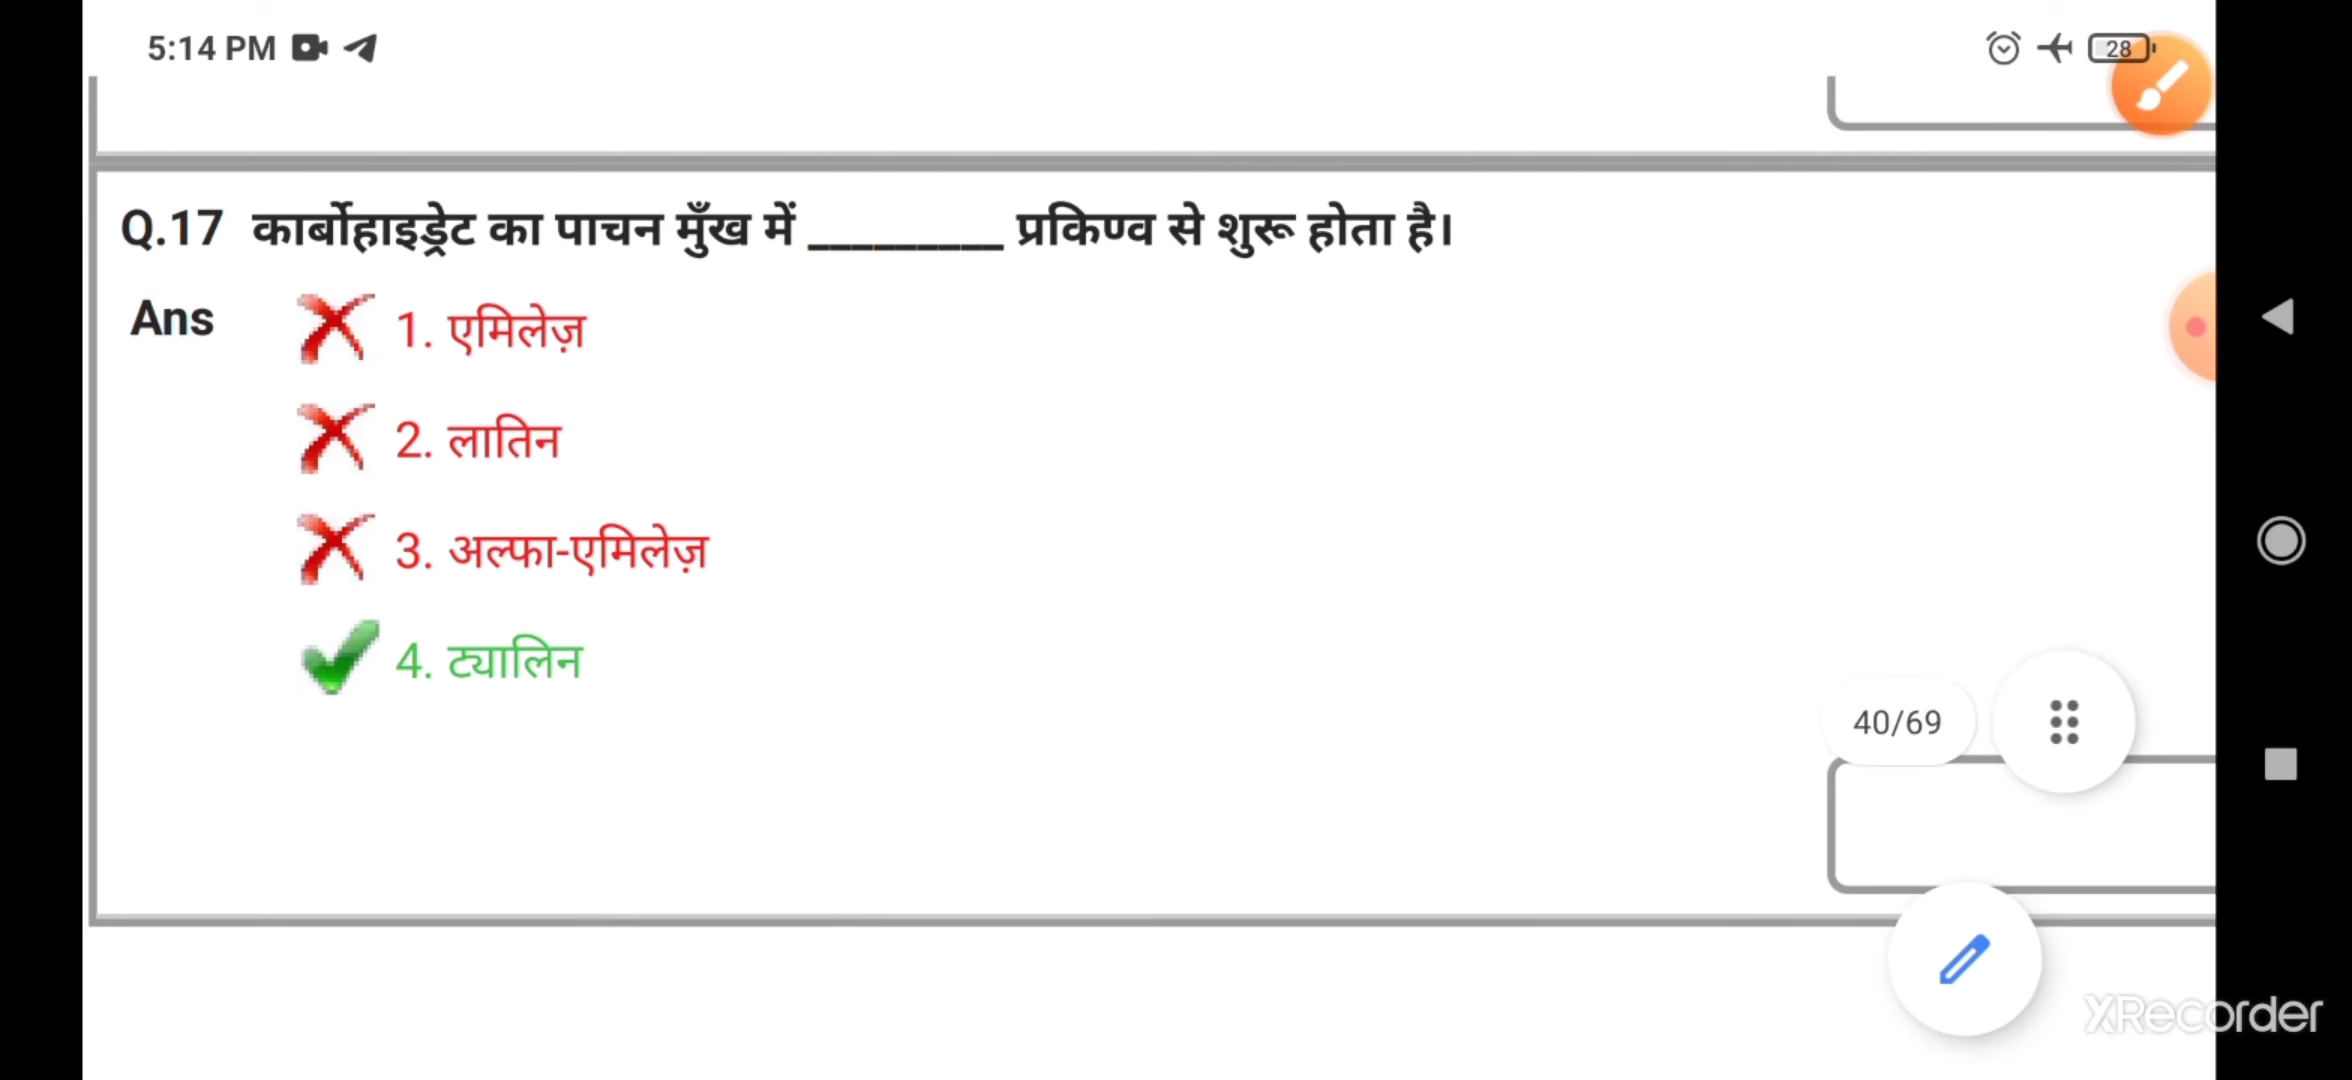 5:14 PM
28
Q.17 कार्बोहाइड्रेट का पाचन मुँख में _________ प्रकिण्व से शुरू होता है।
Ans
1. एमिलेज़
2. लातिन
3. अल्फा-एमिलेज़
4. ट्यालिन
40/69
XRecorder